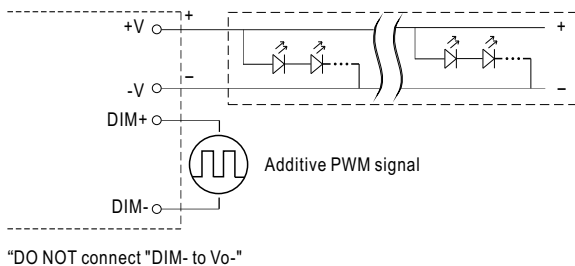 +V + +
-V – –
DIM+
Additive PWM signal
DIM-
“DO NOT connect "DIM- to Vo-"